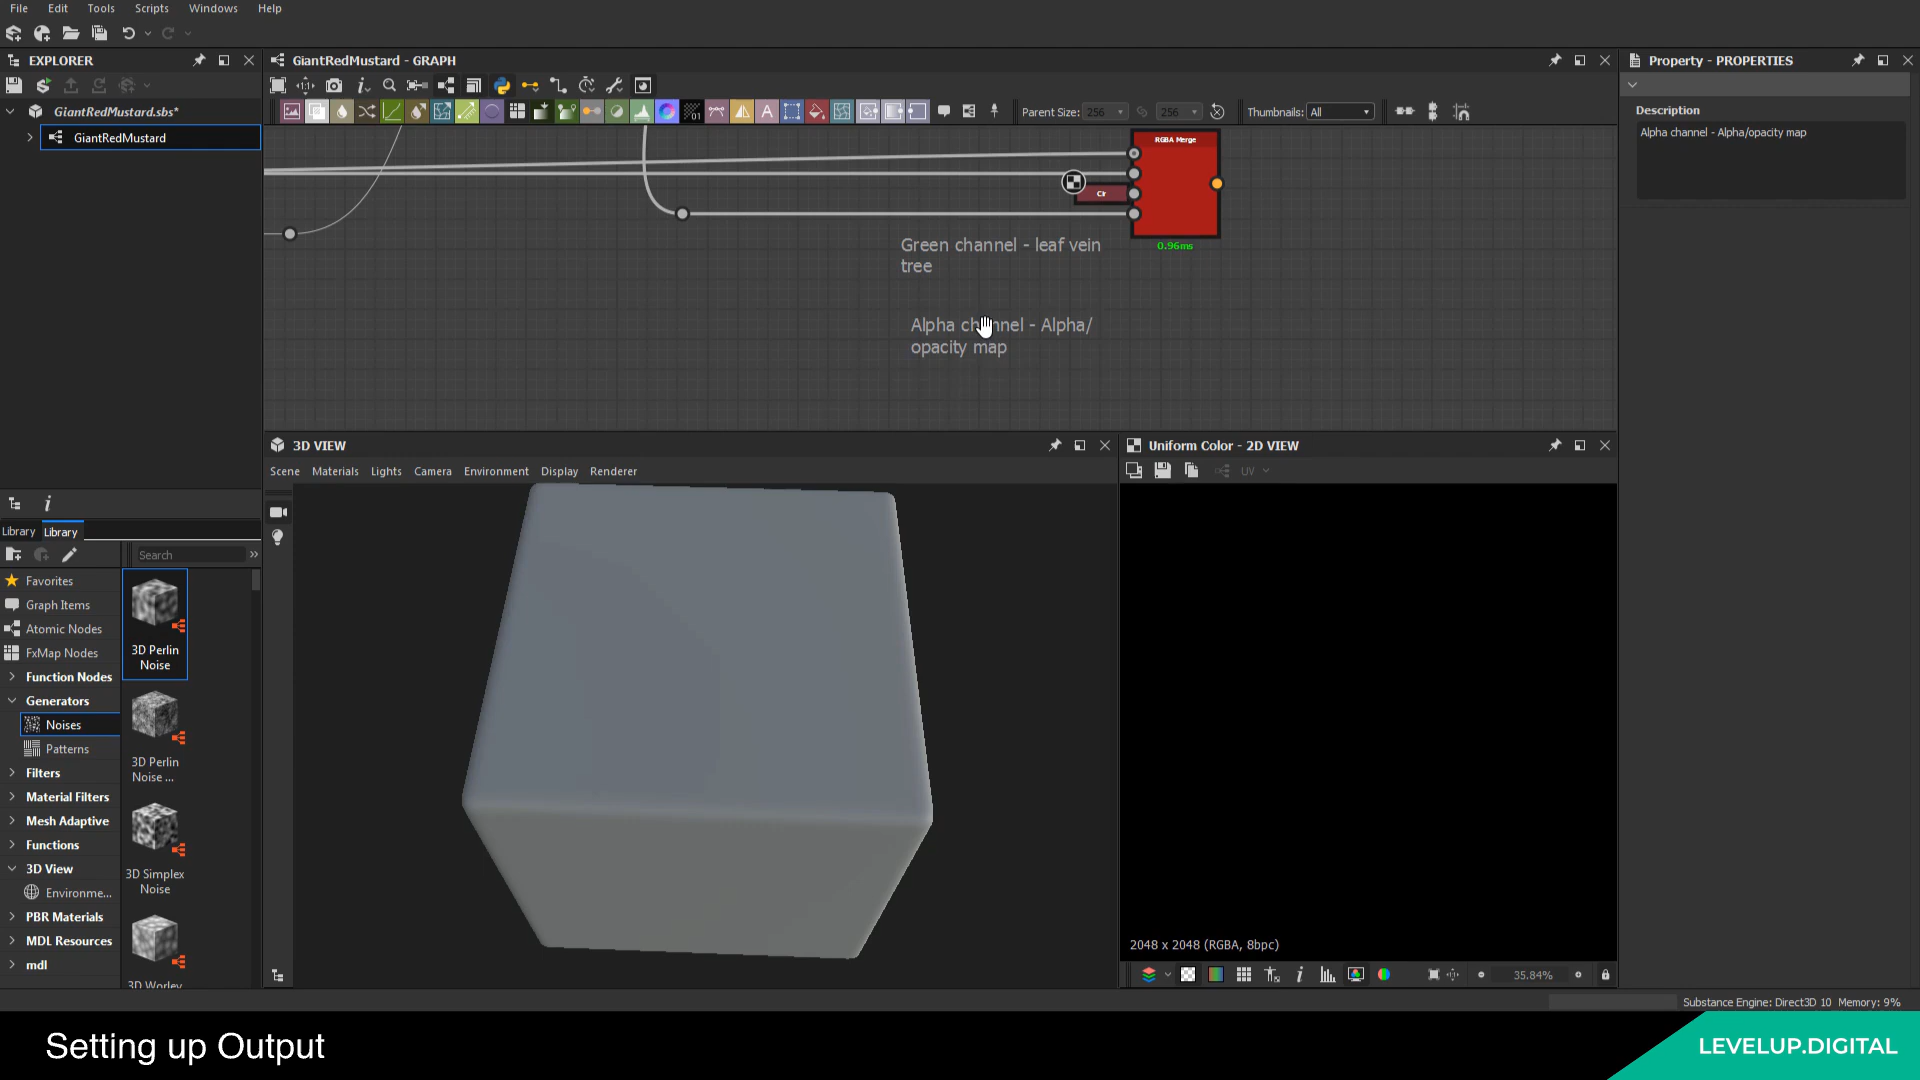 File Edit Tools Scripts Windows Help
EXPLORER
GiantRedMustard.sbs*
GiantRedMustard
GiantRedMustard - GRAPH
Parent Size: 256 256 Thumbnails: All
RGBA Merge
Clr
0.96ms
Green channel - leaf vein
tree
Alpha channel - Alpha/
opacity map
Property - PROPERTIES
Description
Alpha channel - Alpha/opacity map
3D VIEW
Scene Materials Lights Camera Environment Display Renderer
Uniform Color - 2D VIEW
UV
2048 x 2048 (RGBA, 8bpc)
35.84%
Library Library
Search
Favorites
Graph Items
Atomic Nodes
FxMap Nodes
Function Nodes
Generators
Noises
Patterns
Filters
Material Filters
Mesh Adaptive
Functions
3D View
Environme...
PBR Materials
MDL Resources
mdl
3D Perlin
Noise
3D Perlin
Noise ...
3D Simplex
Noise
3D Worley
Substance Engine: Direct3D 10 Memory: 9%
Setting up Output
LEVELUP.DIGITAL